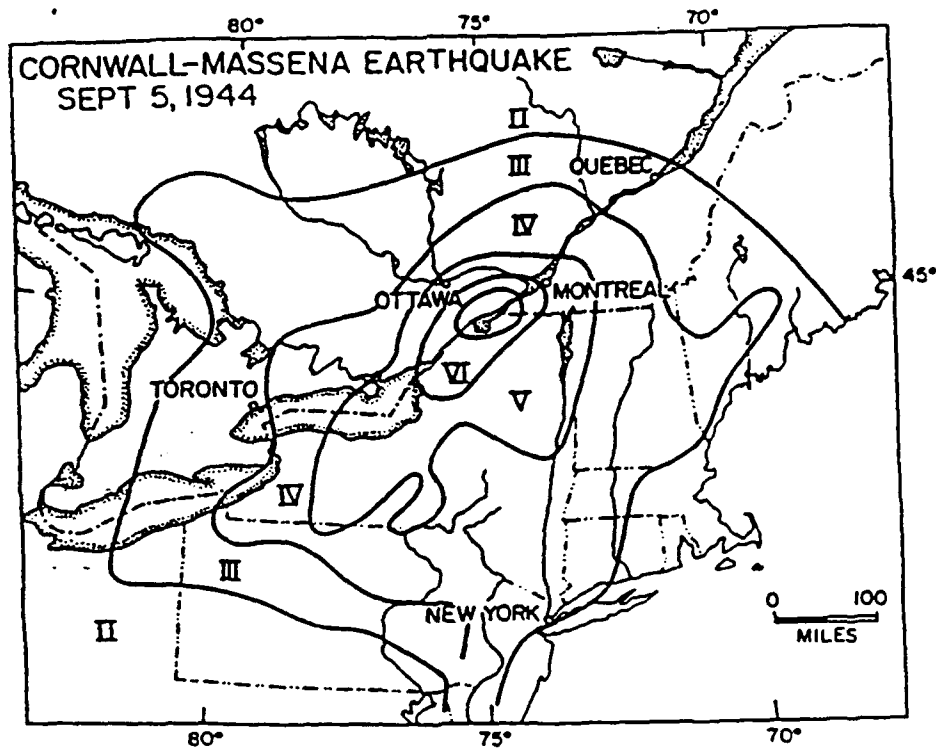 80° 75° 70°
CORNWALL-MASSENA EARTHQUAKE
SEPT 5, 1944
II
III
QUEBEC
IV
45°
OTTAWA MONTREAL
VI
TORONTO
V
IV
III
NEW YORK
0 100
MILES
II
80° 75° 70°